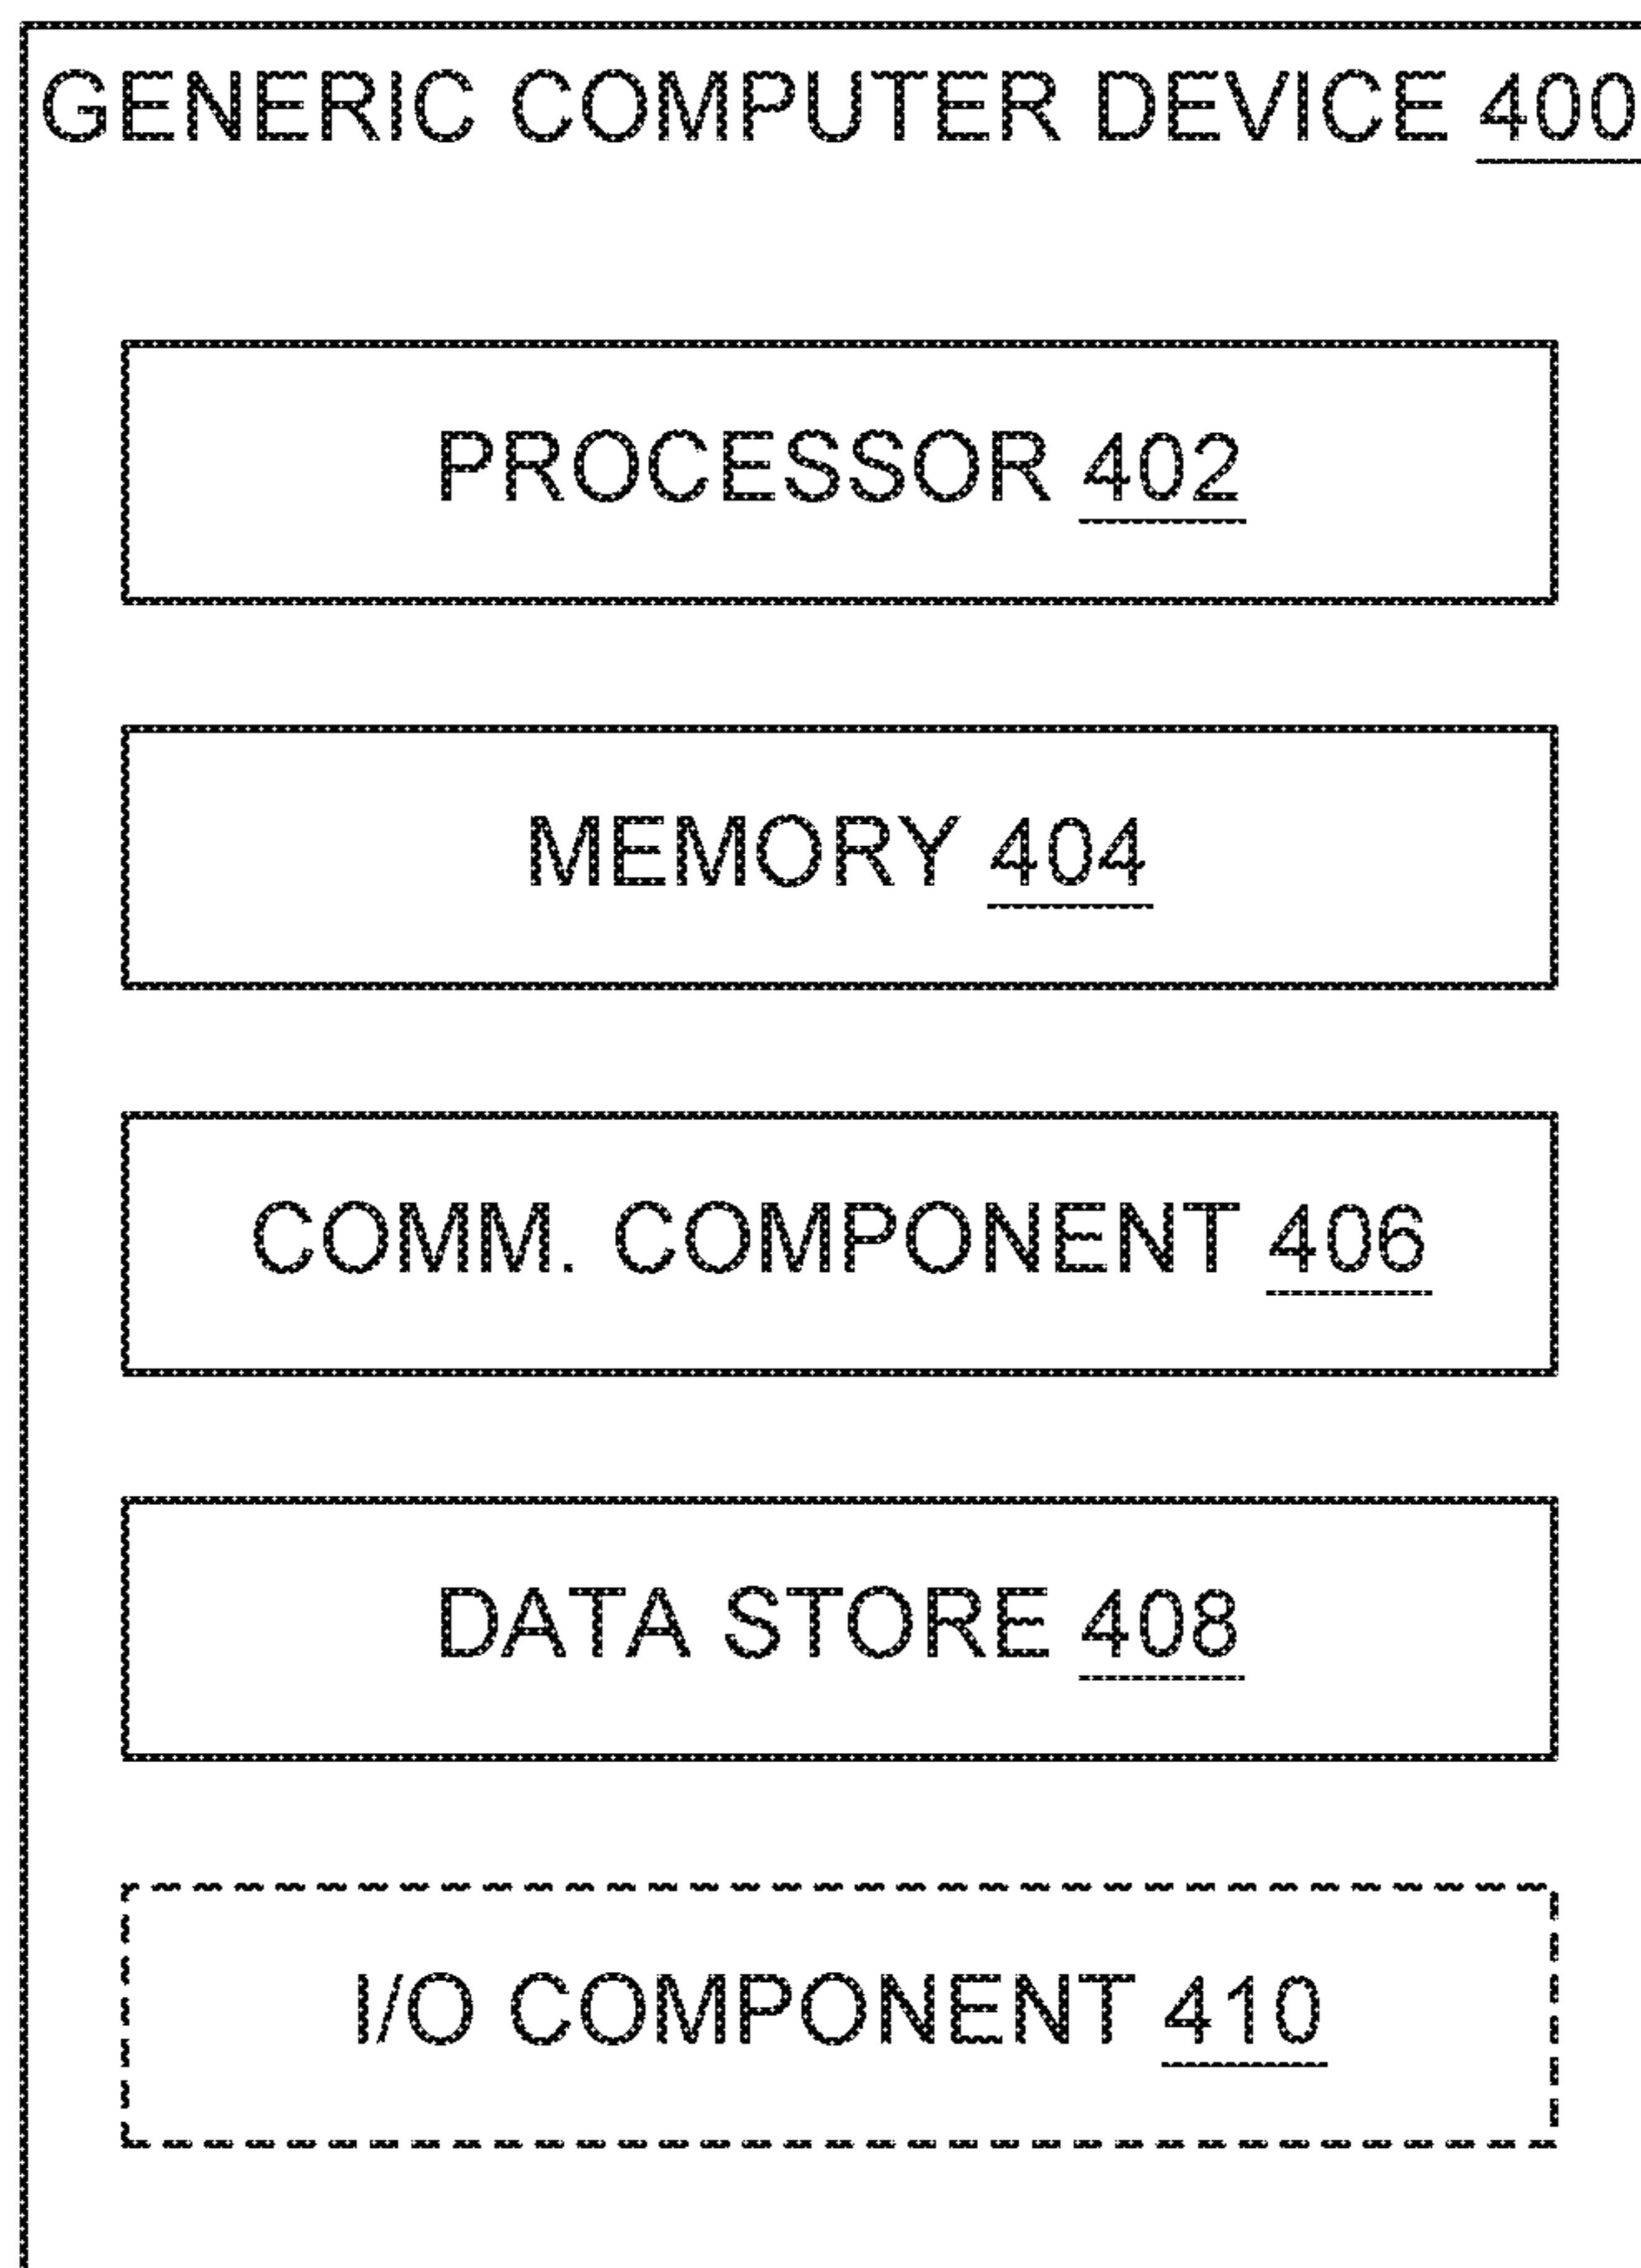 GENERIC COMPUTER DEVICE 400
PROCESSOR 402
MEMORY 404
COMM. COMPONENT 406
DATA STORE 408
I/O COMPONENT 410